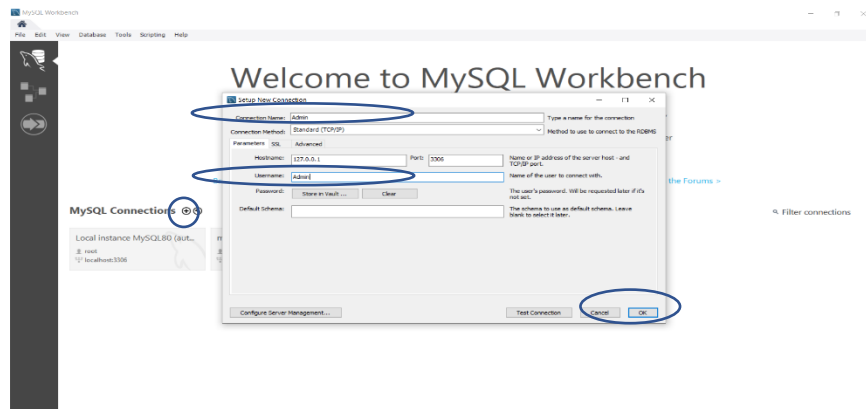 MySQL Workbench
File Edit View Database Tools Scripting Help
Welcome to MySQL Workbench
Setup New Connection
Connection Name: Admin Type a name for the connection
Connection Method: Standard (TCP/IP) Method to use to connect to the RDBMS
Parameters SSL Advanced
Hostname: 127.0.0.1 Port: 3306 Name or IP address of the server host - and
TCP/IP port.
Username: Admin Name of the user to connect with.
the Forums >
Password: Store in Vault ... Clear The user's password. Will be requested later if it's
not set.
Default Schema: The schema to use as default schema. Leave
blank to select it later.
MySQL Connections
Filter connections
Local instance MySQL80 (aut...
root
localhost:3306
Configure Server Management... Test Connection Cancel OK